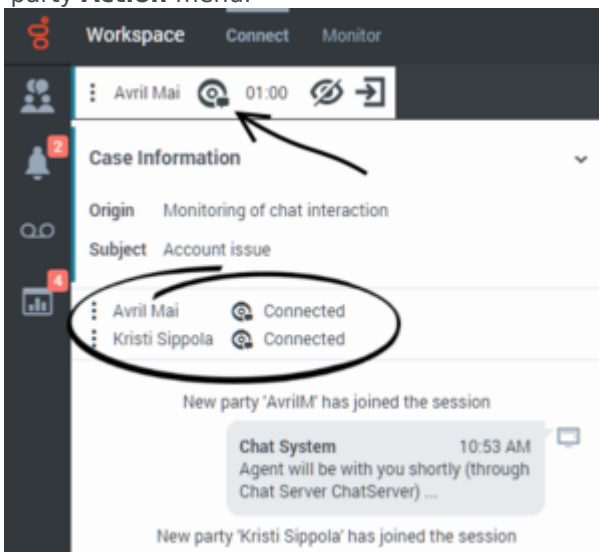 party Action menu.
Workspace Connect Monitor
Avril Mai 01:00
2
Case Information
Origin Monitoring of chat interaction
Subject Account issue
4
Avril Mai Connected
Kristi Sippola Connected
New party 'AvrilM' has joined the session
Chat System 10:53 AM
Agent will be with you shortly (through
Chat Server ChatServer) ...
New party 'Kristi Sippola' has joined the session